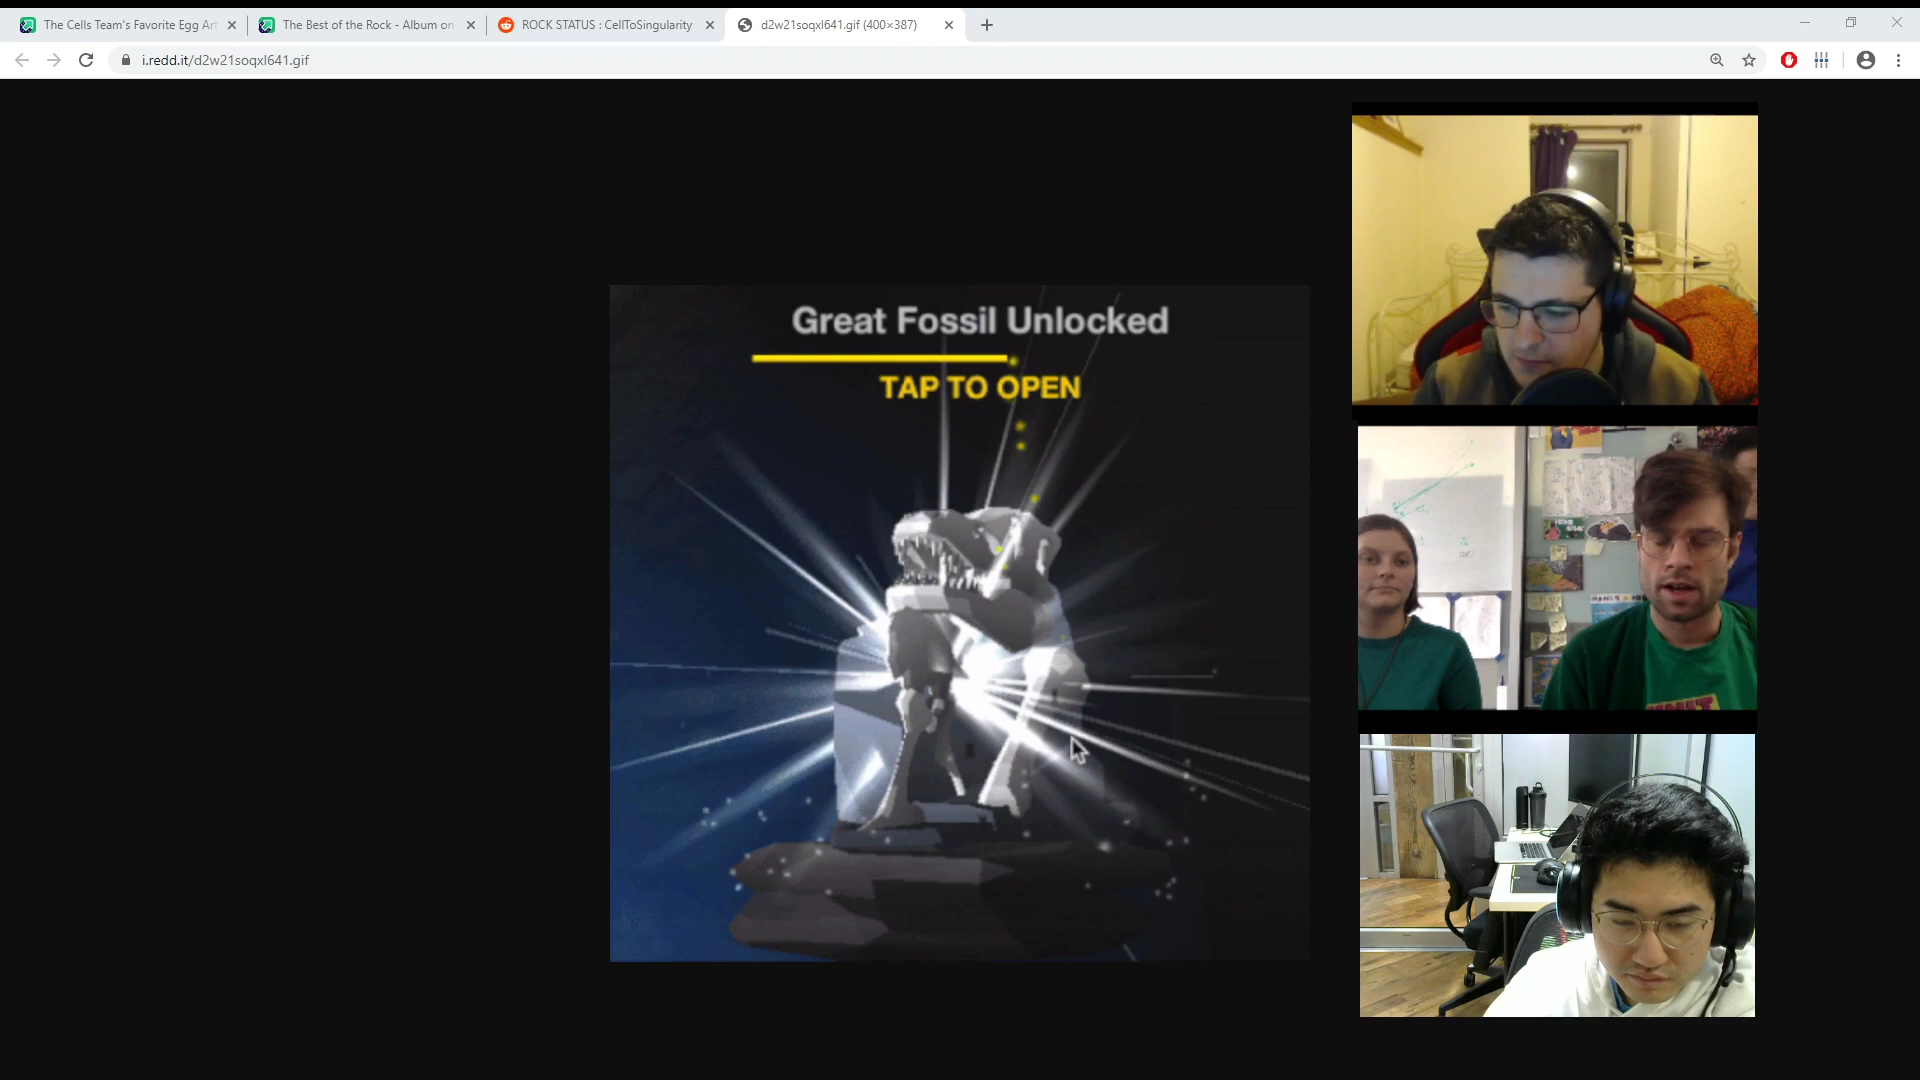 The Cells Team's Favorite Egg Art
The Best of the Rock - Album on
ROCK STATUS : CellToSingularity
d2w21soqxl641.gif (400×387)
i.redd.it/d2w21soqxl641.gif
Great Fossil Unlocked
TAP TO OPEN